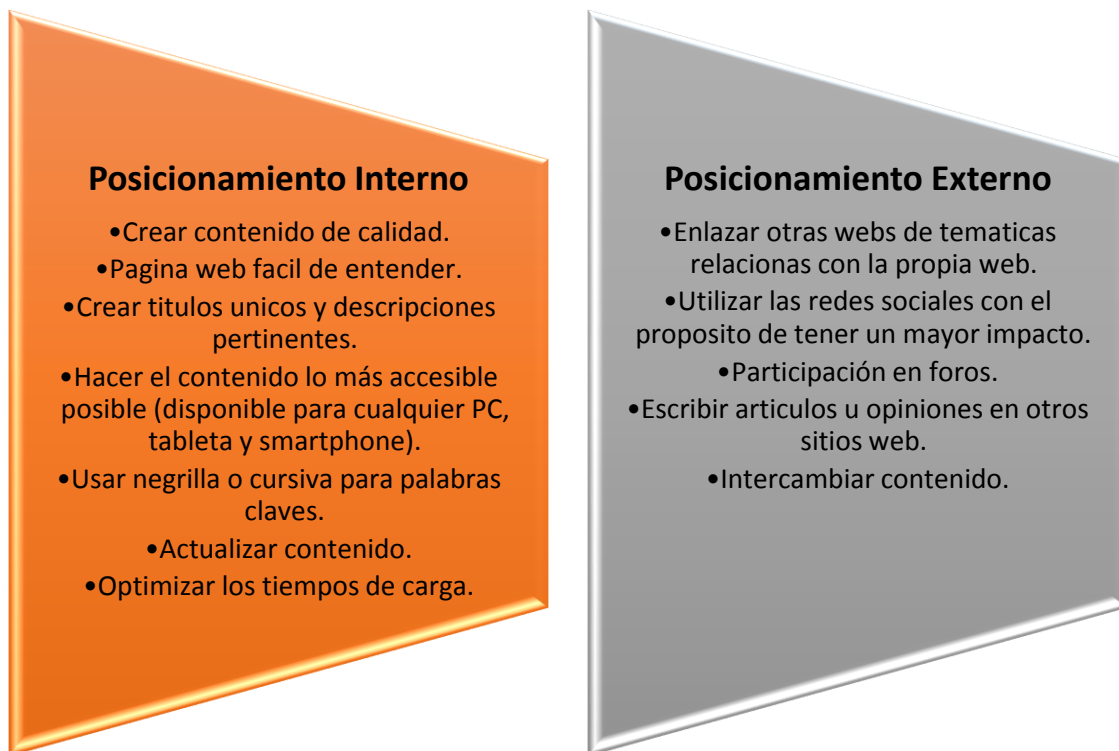 Posicionamiento Interno
•Crear contenido de calidad.
•Pagina web facil de entender.
•Crear titulos unicos y descripciones
pertinentes.
•Hacer el contenido lo más accesible
posible (disponible para cualquier PC,
tableta y smartphone).
•Usar negrilla o cursiva para palabras
claves.
•Actualizar contenido.
•Optimizar los tiempos de carga.
Posicionamiento Externo
•Enlazar otras webs de tematicas
relacionas con la propia web.
•Utilizar las redes sociales con el
proposito de tener un mayor impacto.
•Participación en foros.
•Escribir articulos u opiniones en otros
sitios web.
•Intercambiar contenido.